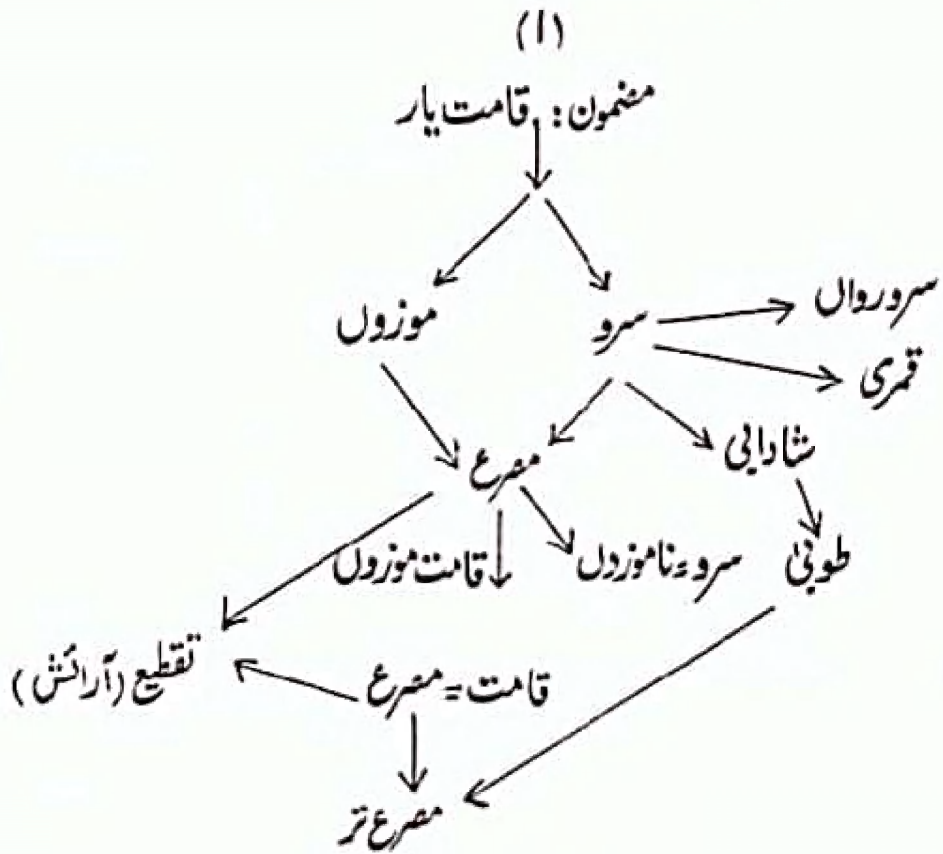 (۱)
مضمون: قامت یار
موزوں سرو سرو رواں
قمری
مصرع شادابی
قامت موزوں سرو = ناموزوں طوبیٰ
تقطیع (آرائش) قامت = مصرع
مصرع تر